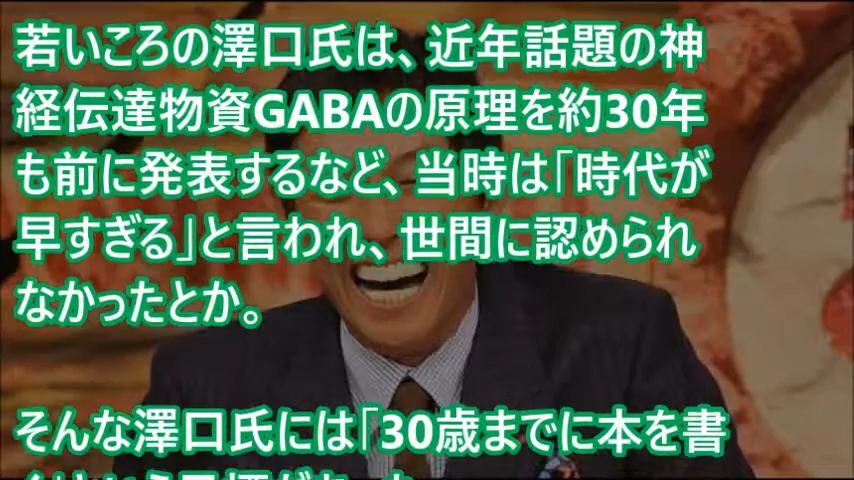 若いころの澤口氏は、近年話題の神
経伝達物資GABAの原理を約30年
も前に発表するなど、当時は「時代が
早すぎる」と言われ、世間に認められ
なかったとか。
そんな澤口氏には「30歳までに本を書